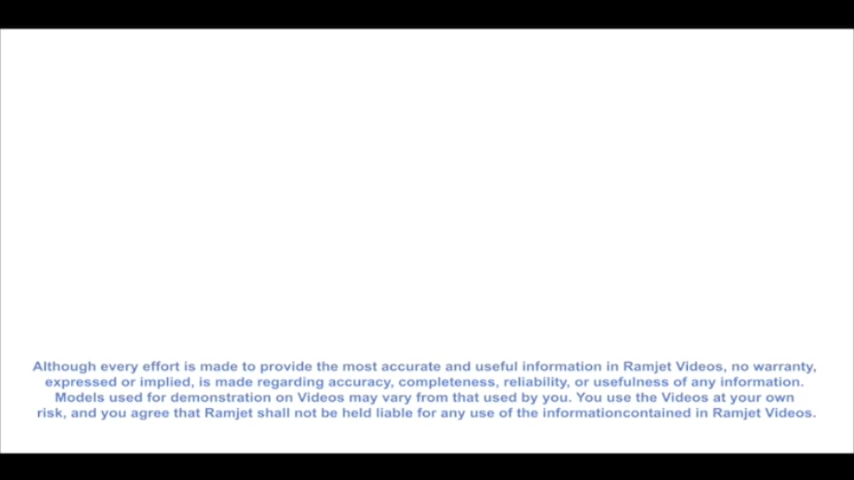 Although every effort is made to provide the most accurate and useful information in Ramjet Videos, no warranty,
expressed or implied, is made regarding accuracy, completeness, reliability, or usefulness of any information.
Models used for demonstration on Videos may vary from that used by you. You use the Videos at your own
risk, and you agree that Ramjet shall not be held liable for any use of the informationcontained in Ramjet Videos.